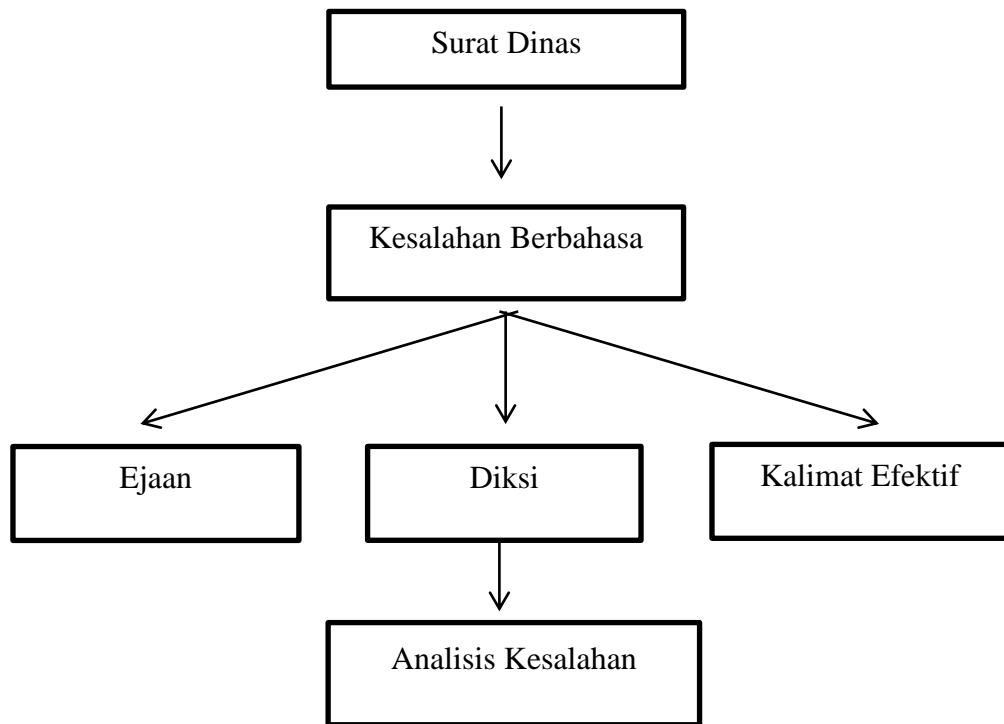 Surat Dinas
Kesalahan Berbahasa
Ejaan
Diksi
Kalimat Efektif
Analisis Kesalahan